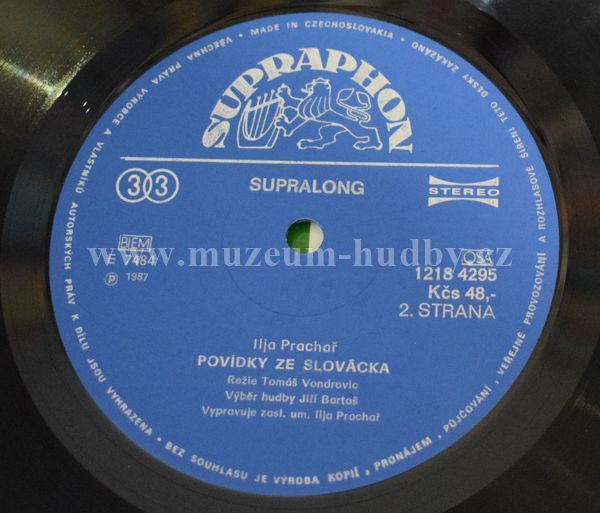 VŠECHNA PRÁVA VÝROBCE A VLASTNÍKŮ AUTORSKÝCH PRÁV K DÍLU JSOU VYHRAZENA • BEZ SOUHLASU JE VÝROBA KOPIÍ, PRONÁJEM, PŮJČOVÁNÍ, VEŘEJNÉ PROVOZOVÁNÍ A ROZHLASOVÉ ŠÍŘENÍ TÉTO DESKY ZAKÁZÁNO • MADE IN CZECHOSLOVAKIA •
SUPRAPHON
33
SUPRALONG
STEREO
www.muzeum-hudby.cz
BIEM
E 7484
℗ 1987
OSA
1218 4295
Kčs 48,-
2. STRANA
Ilja Prachař
POVÍDKY ZE SLOVÁCKA
Režie Tomáš Vondrovic
Výběr hudby Jiří Bartoš
Vypravuje zasl. um. Ilja Prachař